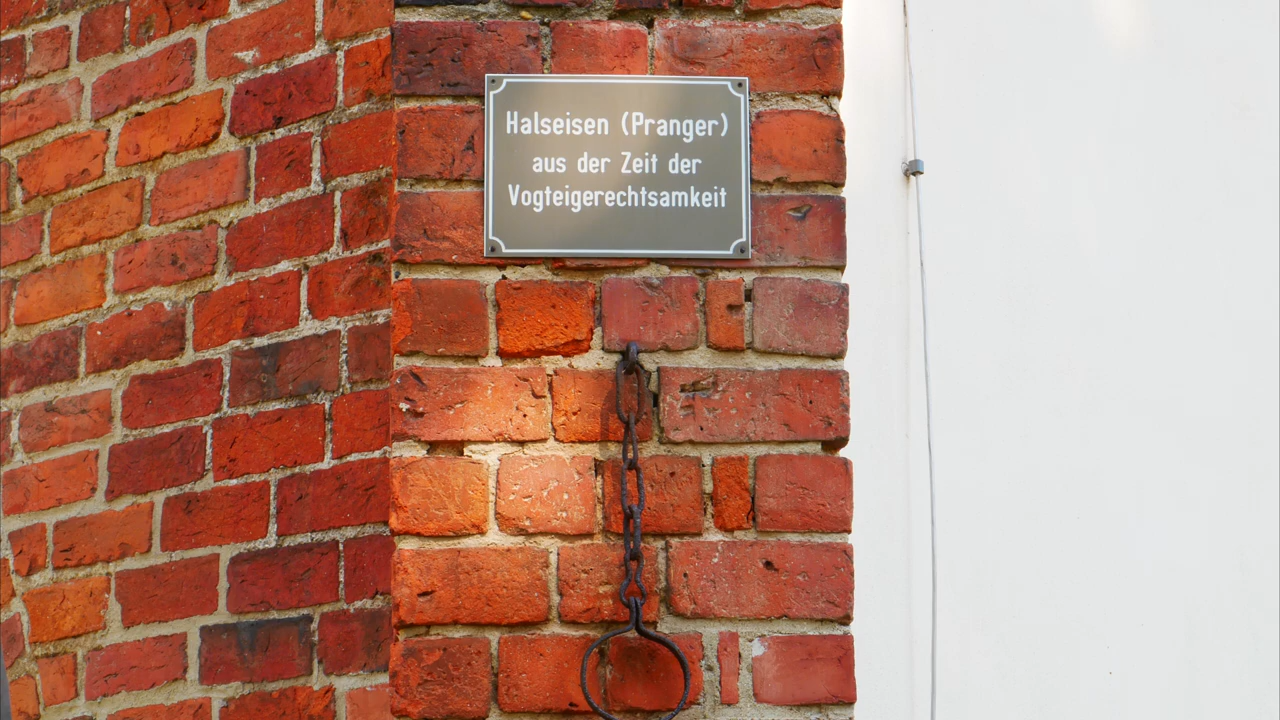 Halseisen (Pranger)
aus der Zeit der
Vogteigerechtsamkeit